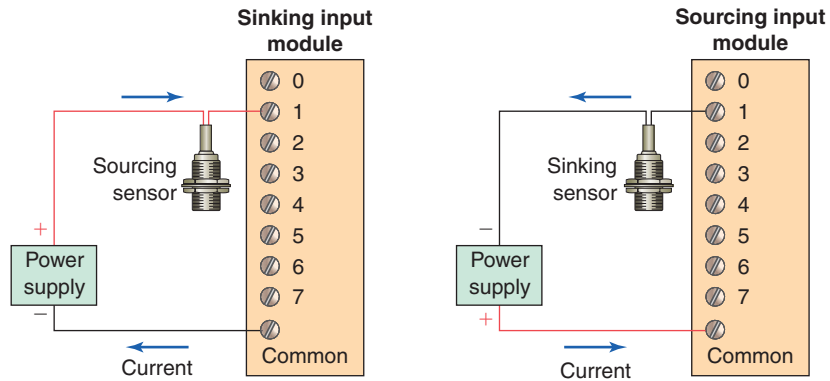 Sinking input
module
0
1
2
3
4
5
6
7
Common
Sourcing
sensor
+
Power
supply
−
Current
Sourcing input
module
0
1
2
3
4
5
6
7
Common
Sinking
sensor
−
Power
supply
+
Current